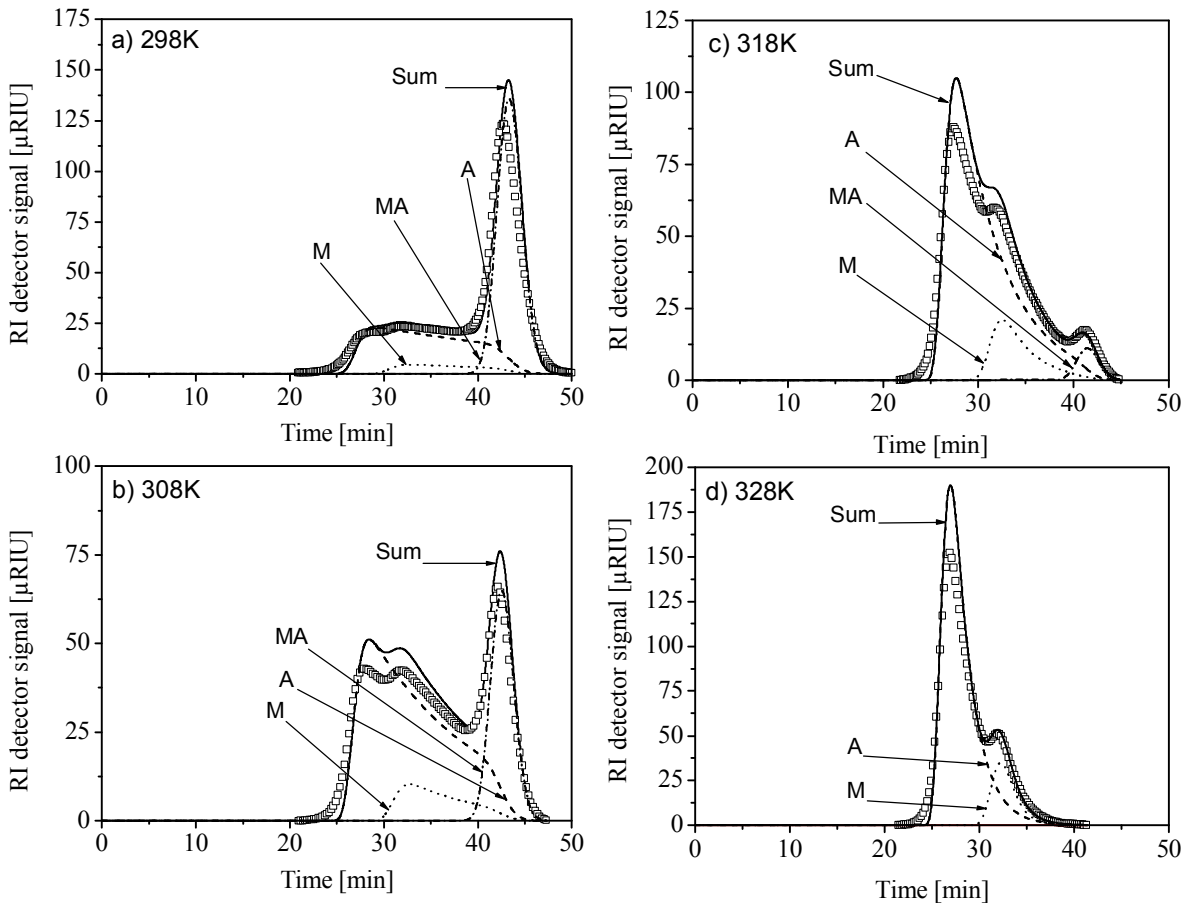 a) 298K
RI detector signal [µRIU]
175
150
125
100
75
50
25
0
Sum
A
MA
M
0 10 20 30 40 50
Time [min]
c) 318K
RI detector signal [µRIU]
125
100
75
50
25
0
Sum
A
MA
M
0 10 20 30 40 50
Time [min]
b) 308K
RI detector signal [µRIU]
100
75
50
25
0
Sum
MA
A
M
0 10 20 30 40 50
Time [min]
d) 328K
RI detector signal [µRIU]
200
175
150
125
100
75
50
25
0
Sum
A
M
0 10 20 30 40 50
Time [min]